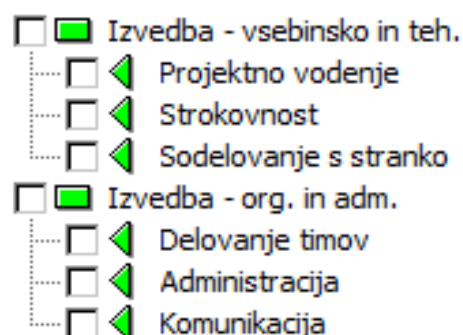 Izvedba - vsebinsko in teh.
Projektno vodenje
Strokovnost
Sodelovanje s stranko
Izvedba - org. in adm.
Delovanje timov
Administracija
Komunikacija